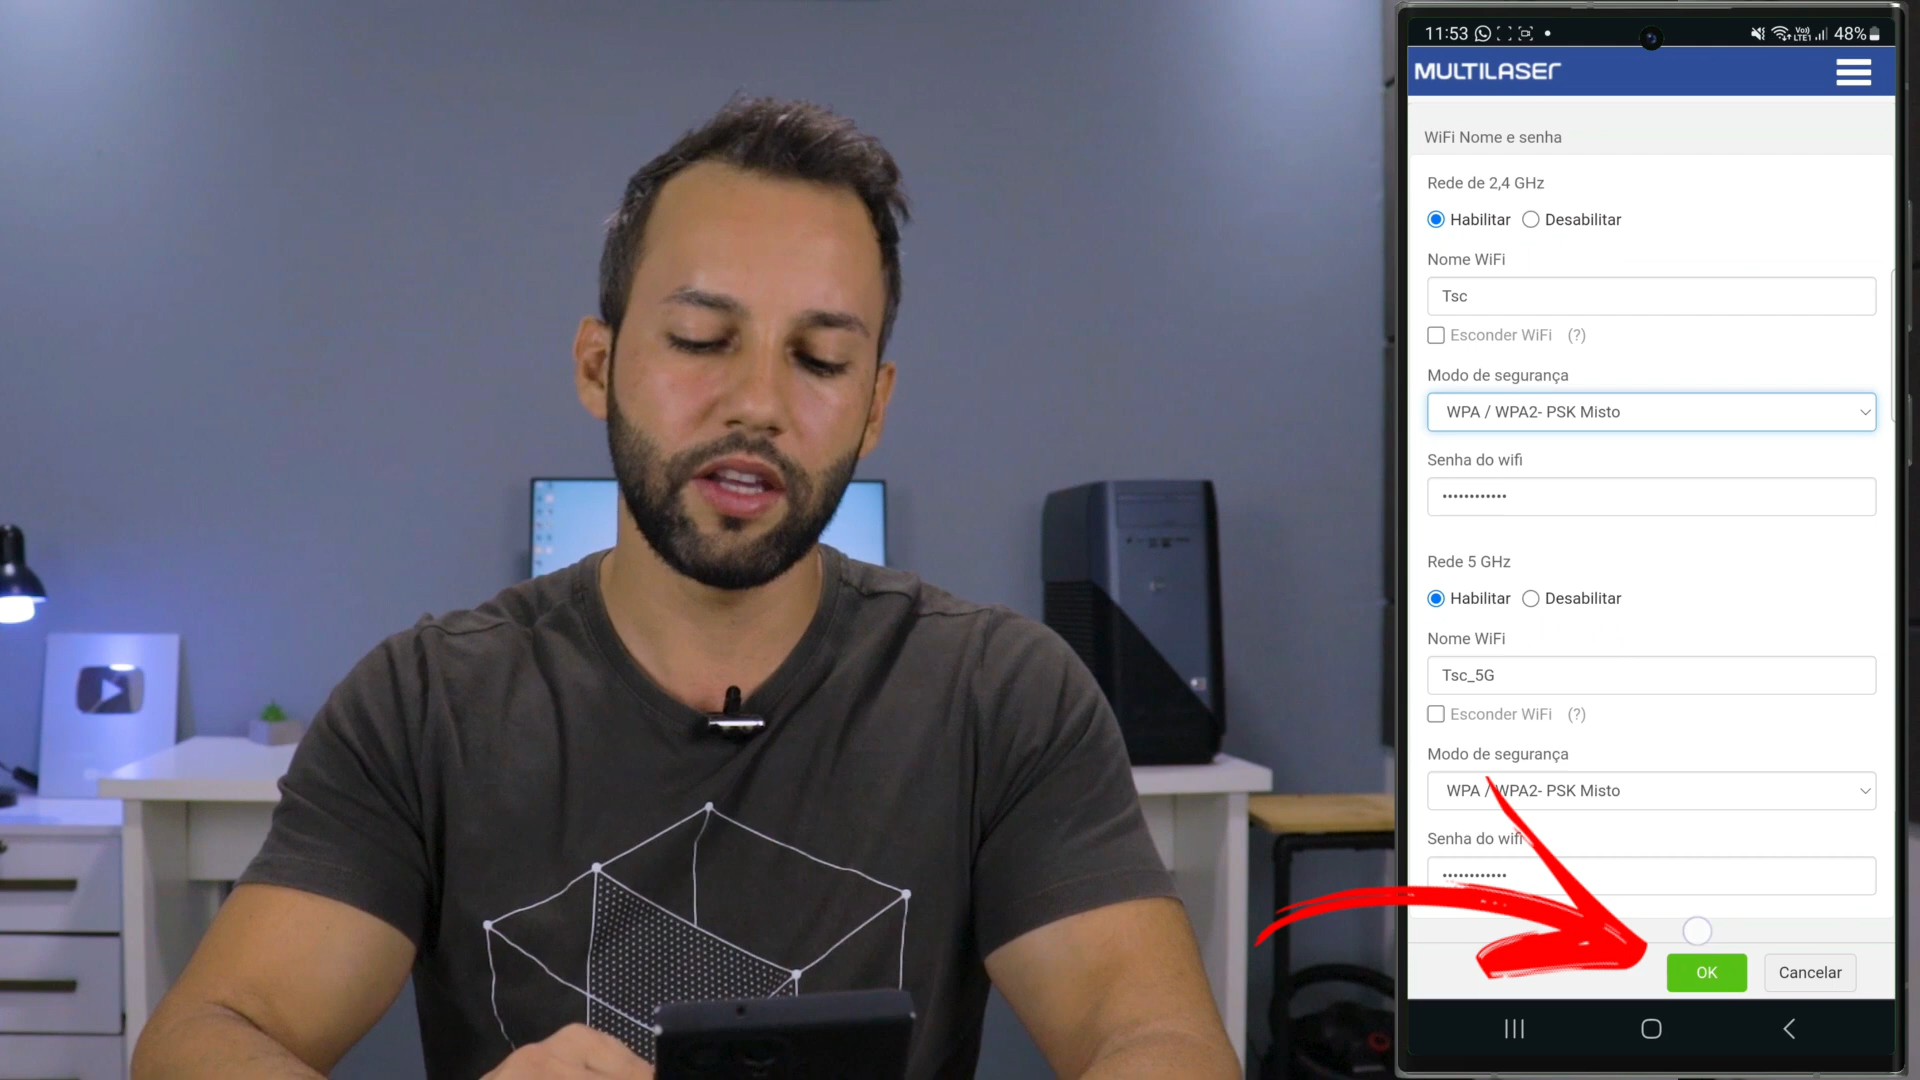 11:53
Vo)
LTE1
48%
MULTILASER
WiFi Nome e senha
Rede de 2,4 GHz
Habilitar Desabilitar
Nome WiFi
Tsc
Esconder WiFi (?)
Modo de segurança
WPA / WPA2- PSK Misto
Senha do wifi
••••••••••••
Rede 5 GHz
Habilitar Desabilitar
Nome WiFi
Tsc_5G
Esconder WiFi (?)
Modo de segurança
WPA / WPA2- PSK Misto
Senha do wifi
••••••••••••
OK Cancelar